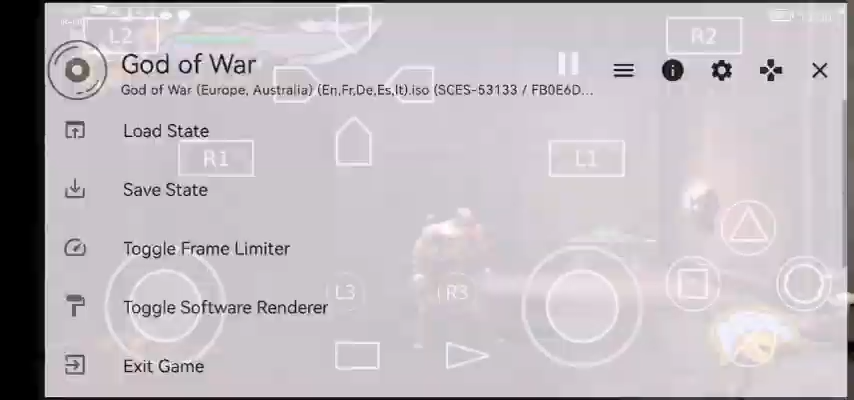 L2
R2
God of War
God of War (Europe, Australia) (En,Fr,De,Es,It).iso (SCES-53133 / FB0E6D...
Load State
R1
L1
Save State
Toggle Frame Limiter
L3
R3
Toggle Software Renderer
Exit Game